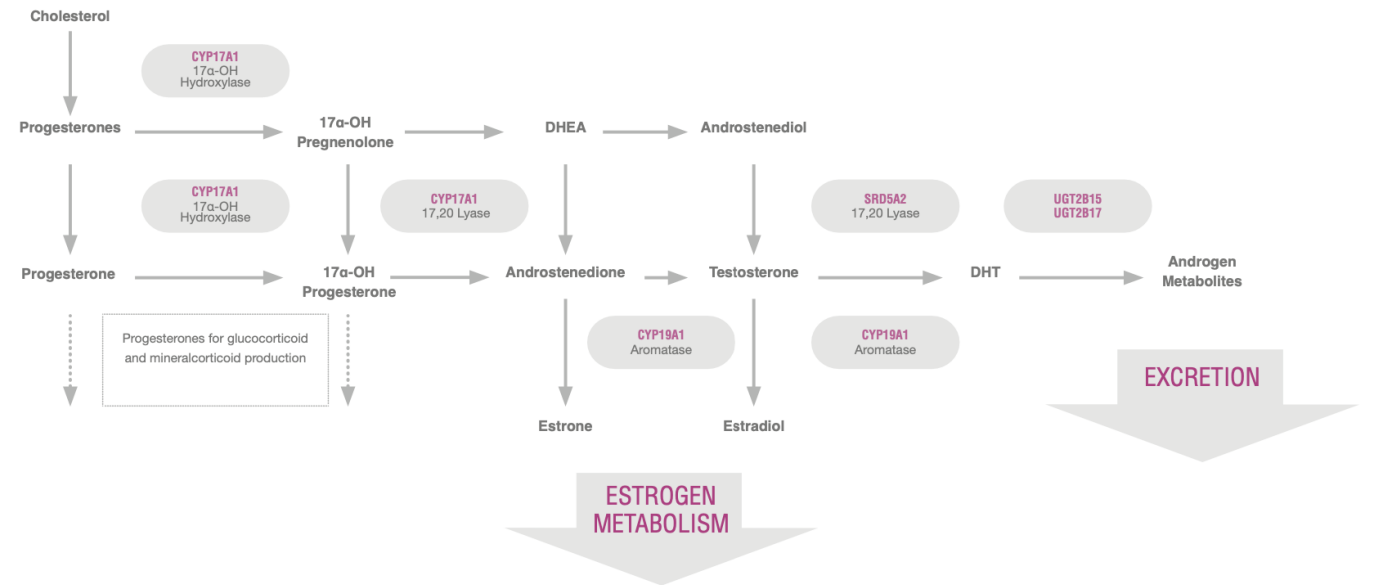 Cholesterol
CYP17A1
17α-OH
Hydroxylase
Progesterones
17α-OH
Pregnenolone
DHEA
Androstenediol
CYP17A1
17α-OH
Hydroxylase
CYP17A1
17,20 Lyase
SRD5A2
17,20 Lyase
UGT2B15
UGT2B17
Progesterone
17α-OH
Progesterone
Androstenedione
Testosterone
DHT
Androgen
Metabolites
Progesterones for glucocorticoid
and mineralcorticoid production
CYP19A1
Aromatase
CYP19A1
Aromatase
EXCRETION
Estrone
Estradiol
ESTROGEN
METABOLISM